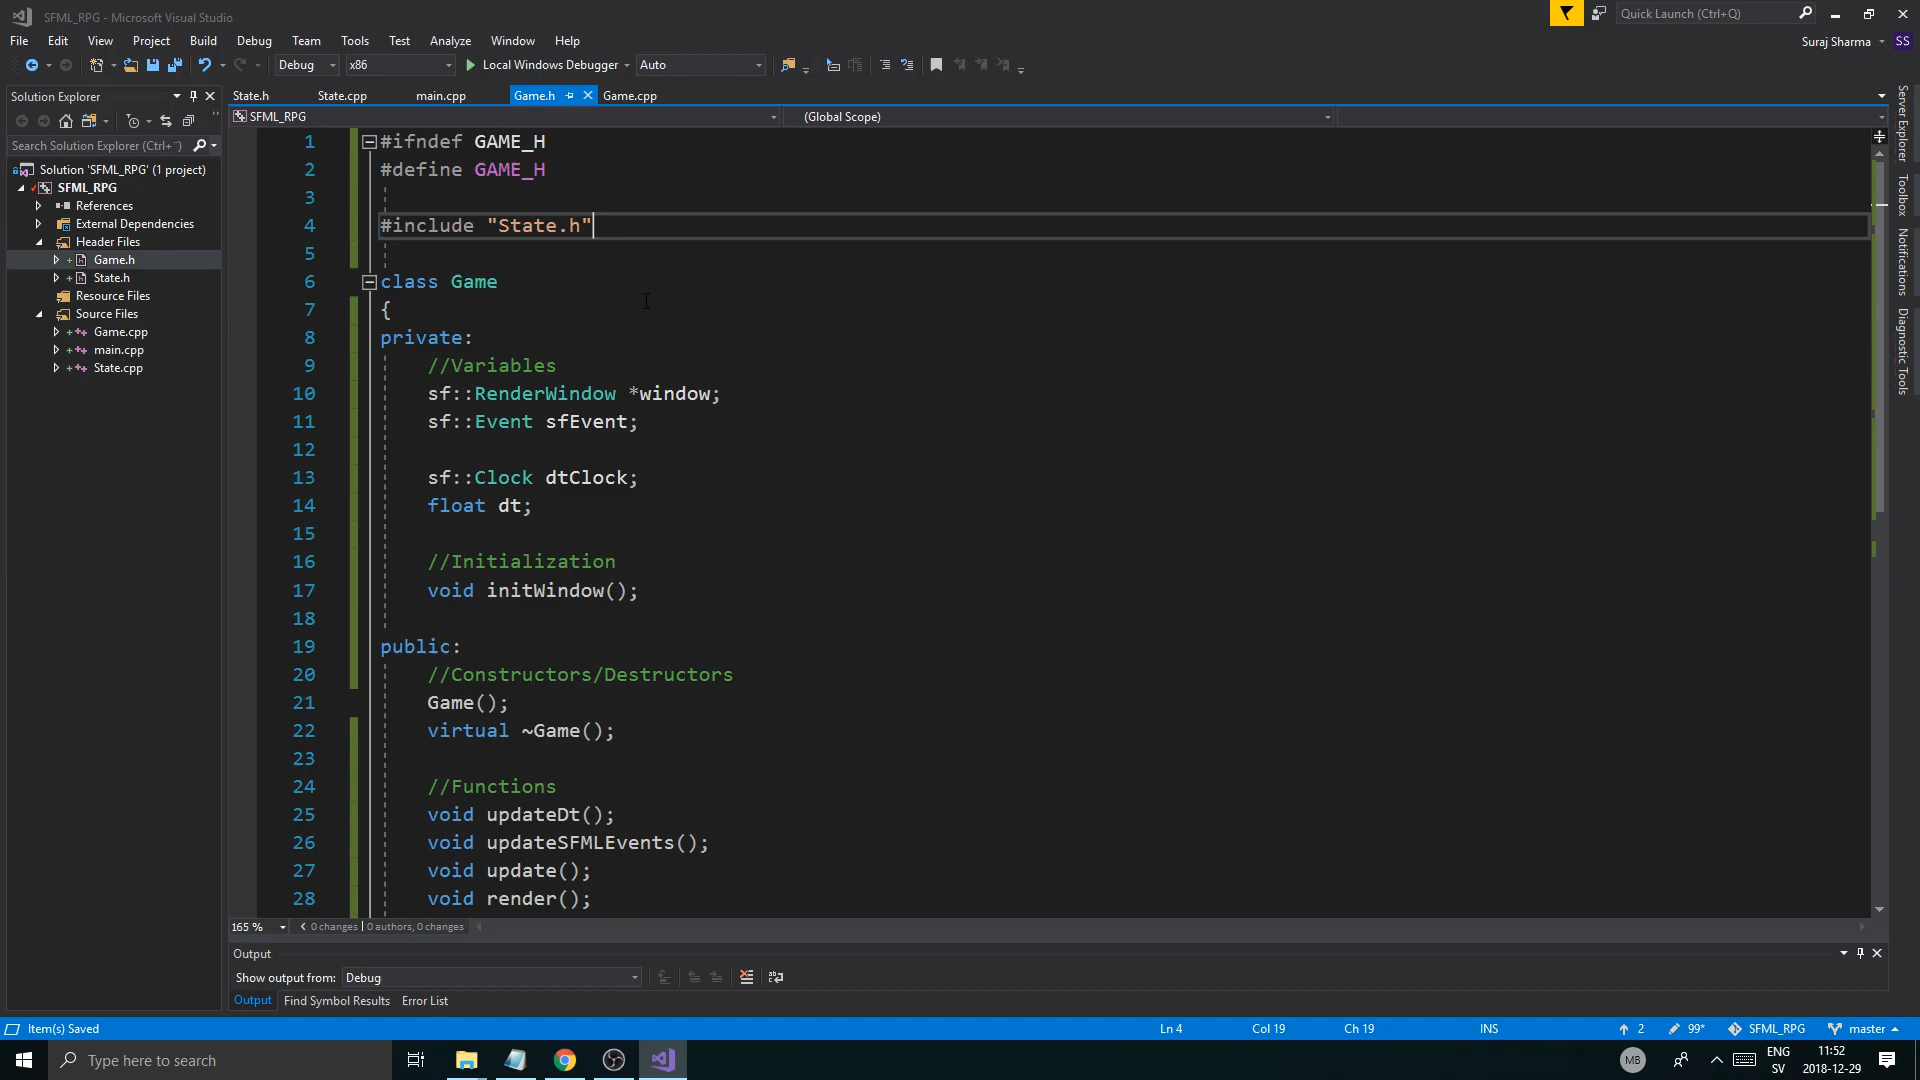 SFML_RPG - Microsoft Visual Studio
Quick Launch (Ctrl+Q)
File Edit View Project Build Debug Team Tools Test Analyze Window Help
Suraj Sharma SS
Debug x86 Local Windows Debugger Auto
Solution Explorer
State.h State.cpp main.cpp Game.h Game.cpp
SFML_RPG (Global Scope)
Search Solution Explorer (Ctrl+¨)
Solution 'SFML_RPG' (1 project)
SFML_RPG
References
External Dependencies
Header Files
Game.h
State.h
Resource Files
Source Files
Game.cpp
main.cpp
State.cpp
1 #ifndef GAME_H
2 #define GAME_H
3
4 #include "State.h"
5
6 class Game
7 {
8 private:
9 //Variables
10 sf::RenderWindow *window;
11 sf::Event sfEvent;
12
13 sf::Clock dtClock;
14 float dt;
15
16 //Initialization
17 void initWindow();
18
19 public:
20 //Constructors/Destructors
21 Game();
22 virtual ~Game();
23
24 //Functions
25 void updateDt();
26 void updateSFMLEvents();
27 void update();
28 void render();
Server Explorer
Toolbox
Notifications
Diagnostic Tools
165 % 0 changes | 0 authors, 0 changes
Output
Show output from: Debug
Output Find Symbol Results Error List
Item(s) Saved Ln 4 Col 19 Ch 19 INS 2 99* SFML_RPG master
Type here to search
MB
ENG
SV
11:52
2018-12-29